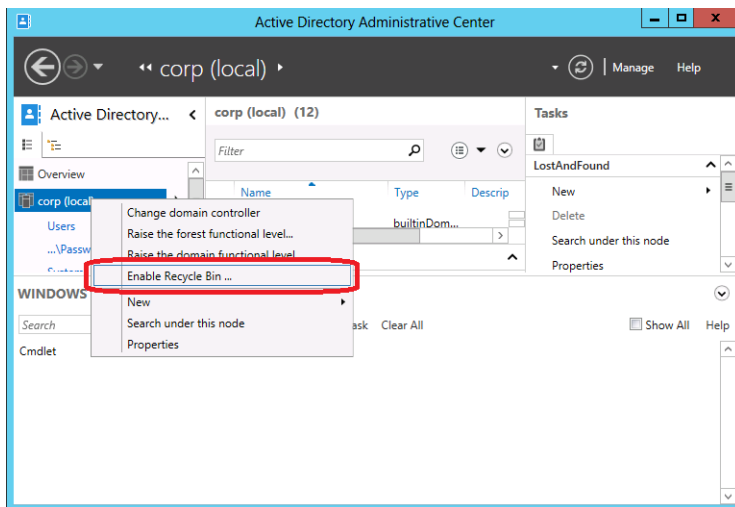 Active Directory Administrative Center
corp (local)
Manage Help
Active Directory...
corp (local) (12)
Tasks
Filter
Overview
LostAndFound
corp (local
Name Type Descrip
New
Users
Change domain controller
builtinDom...
Delete
...\Passw
Raise the forest functional level...
Search under this node
Raise the domain functional level
Properties
Enable Recycle Bin ...
WINDOWS
New
Search
Search under this node
Clear All
Show All Help
Cmdlet
Properties